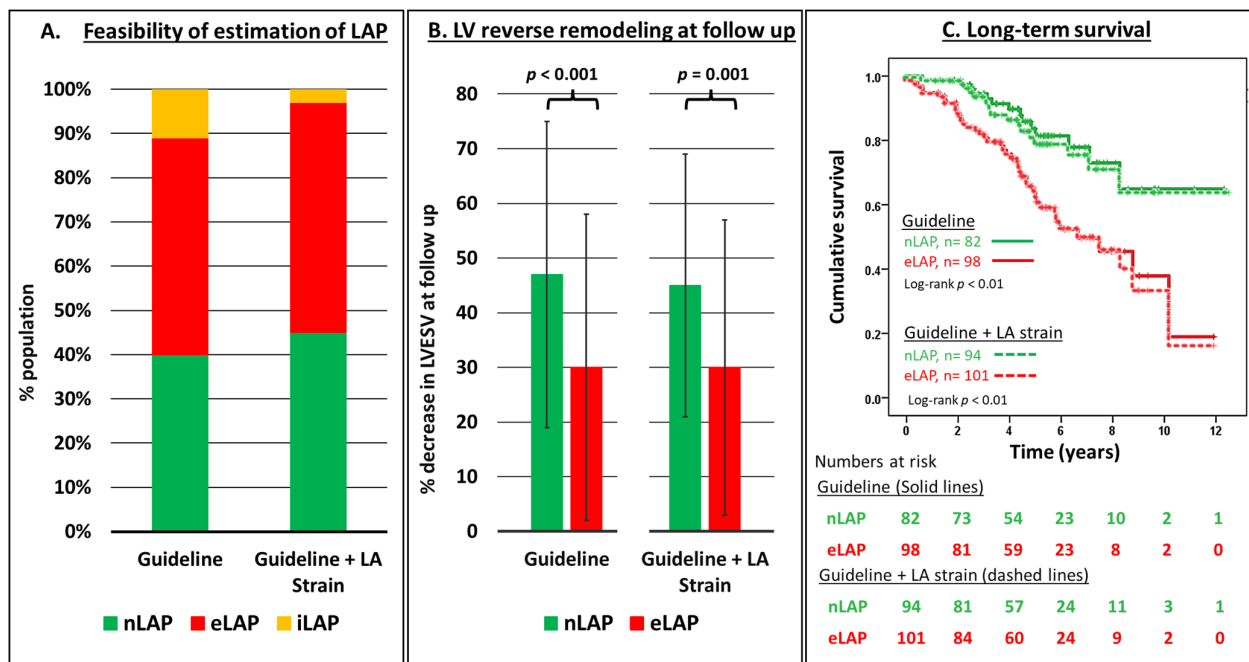 A. Feasibility of estimation of LAP
100%
90%
80%
70%
60%
50%
40%
30%
20%
10%
0%
% population
Guideline
Guideline + LA
Strain
nLAP eLAP iLAP
B. LV reverse remodeling at follow up
p < 0.001
p = 0.001
80
70
60
50
40
30
20
10
0
% decrease in LVESV at follow up
Guideline
Guideline + LA
Strain
nLAP eLAP
C. Long-term survival
1.0
0.8
0.6
0.4
0.2
0.0
Cumulative survival
Guideline
nLAP, n= 82
eLAP, n= 98
Log-rank p < 0.01
Guideline + LA strain
nLAP, n= 94
eLAP, n= 101
Log-rank p < 0.01
0 2 4 6 8 10 12
Time (years)
Numbers at risk
Guideline (Solid lines)
nLAP 82 73 54 23 10 2 1
eLAP 98 81 59 23 8 2 0
Guideline + LA strain (dashed lines)
nLAP 94 81 57 24 11 3 1
eLAP 101 84 60 24 9 2 0